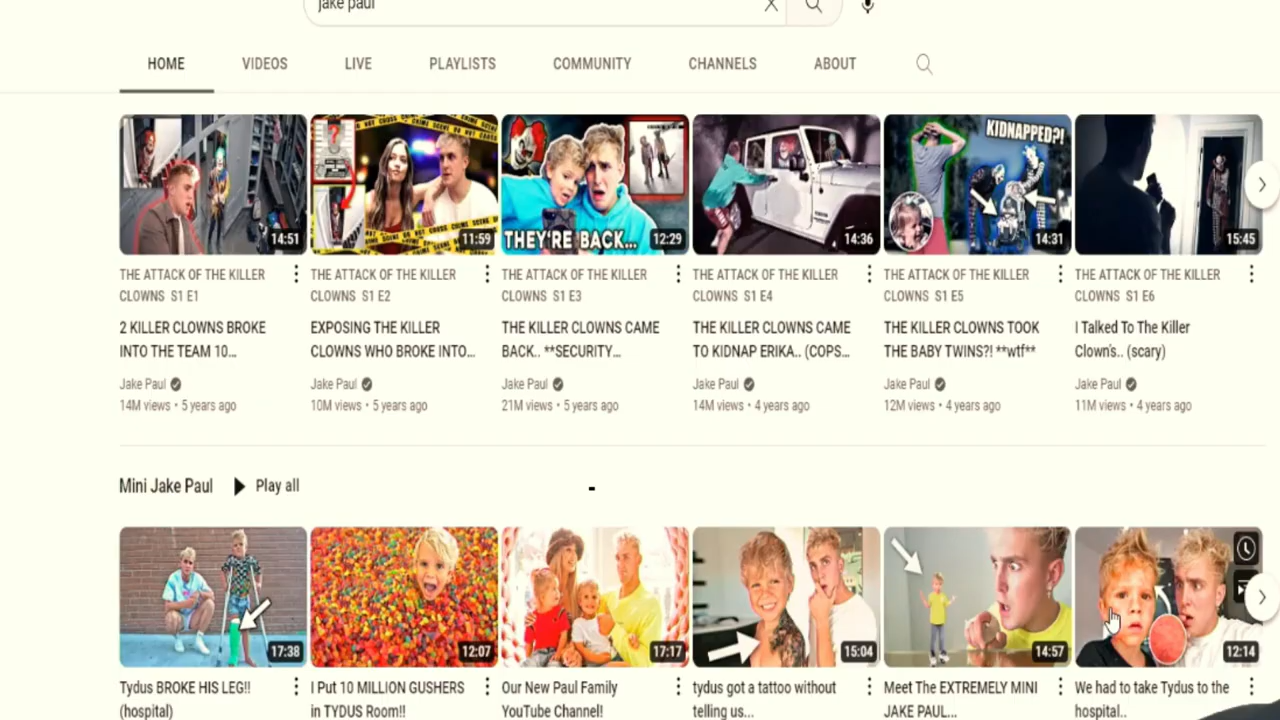 jake paul
HOME VIDEOS LIVE PLAYLISTS COMMUNITY CHANNELS ABOUT
KIDNAPPED?!
THEY'RE BACK...
14:51 11:59 12:29 14:36 14:31 15:45
THE ATTACK OF THE KILLER
CLOWNS S1 E1
THE ATTACK OF THE KILLER
CLOWNS S1 E2
THE ATTACK OF THE KILLER
CLOWNS S1 E3
THE ATTACK OF THE KILLER
CLOWNS S1 E4
THE ATTACK OF THE KILLER
CLOWNS S1 E5
THE ATTACK OF THE KILLER
CLOWNS S1 E6
2 KILLER CLOWNS BROKE
INTO THE TEAM 10...
EXPOSING THE KILLER
CLOWNS WHO BROKE INTO...
THE KILLER CLOWNS CAME
BACK.. **SECURITY...
THE KILLER CLOWNS CAME
TO KIDNAP ERIKA.. (COPS...
THE KILLER CLOWNS TOOK
THE BABY TWINS?! **wtf**
I Talked To The Killer
Clown's.. (scary)
Jake Paul Jake Paul Jake Paul Jake Paul Jake Paul Jake Paul
14M views • 5 years ago
10M views • 5 years ago
21M views • 5 years ago
14M views • 4 years ago
12M views • 4 years ago
11M views • 4 years ago
Mini Jake Paul Play all
17:38 12:07 17:17 15:04 14:57 12:14
Tydus BROKE HIS LEG!!
(hospital)
I Put 10 MILLION GUSHERS
in TYDUS Room!!
Our New Paul Family
YouTube Channel!
tydus got a tattoo without
telling us...
Meet The EXTREMELY MINI
JAKE PAUL...
We had to take Tydus to the
hospital..